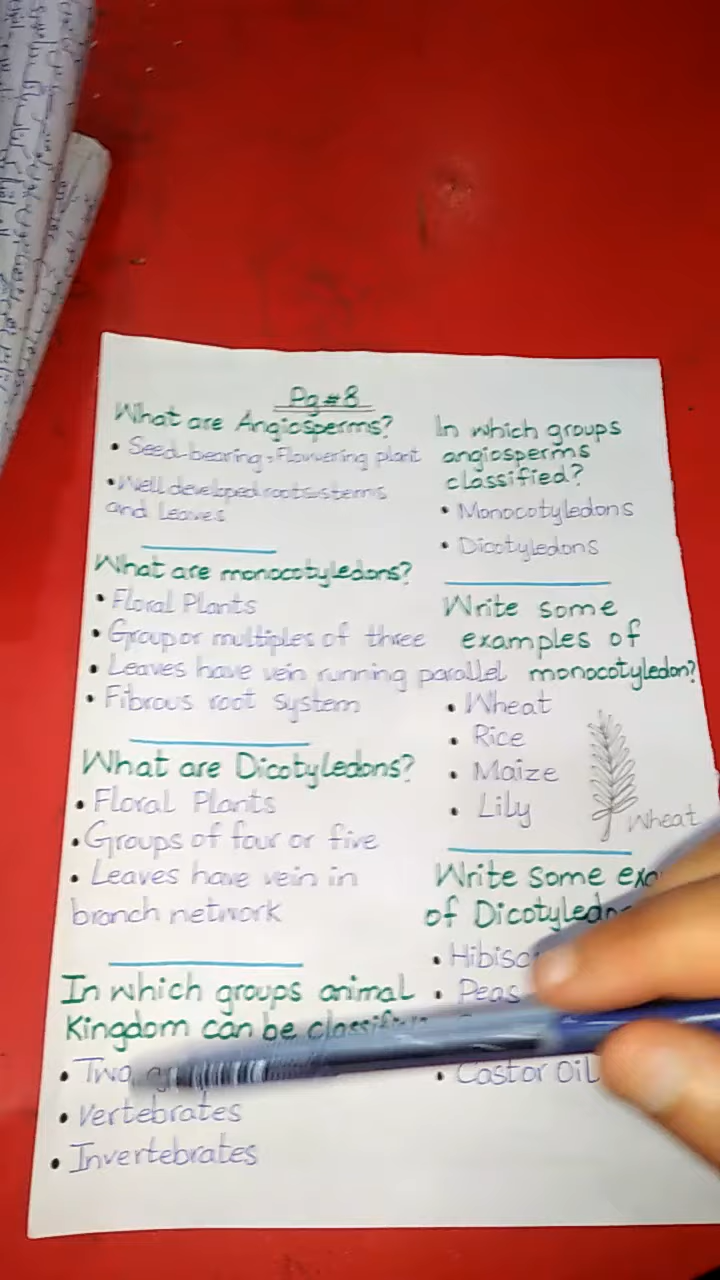 Pg#8
What are Angiosperms?
• Seed-bearing, Flowering plant
• Well developed root systems
and Leaves
What are monocotyledons?
• Floral Plants
• Group or multiples of three
• Leaves have vein running parallel
• Fibrous root system
What are Dicotyledons?
• Floral Plants
• Groups of four or five
• Leaves have vein in
branch network
In which groups animal
Kingdom can be
• Two
• Vertebrates
• Invertebrates
In which groups
angiosperms
classified?
• Monocotyledons
• Dicotyledons
Write some
examples of
monocotyledon?
• Wheat
• Rice
• Maize
• Lily
Wheat
Write some
of
• Peas
• Castor Oil